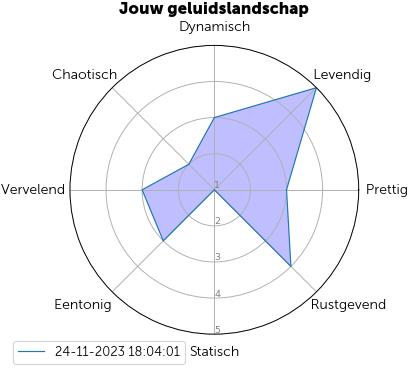 Jouw geluidslandschap
Dynamisch
Chaotisch
Levendig
Vervelend
1
Prettig
2
3
4
Eentonig
Rustgevend
5
24-11-2023 18:04:01
Statisch